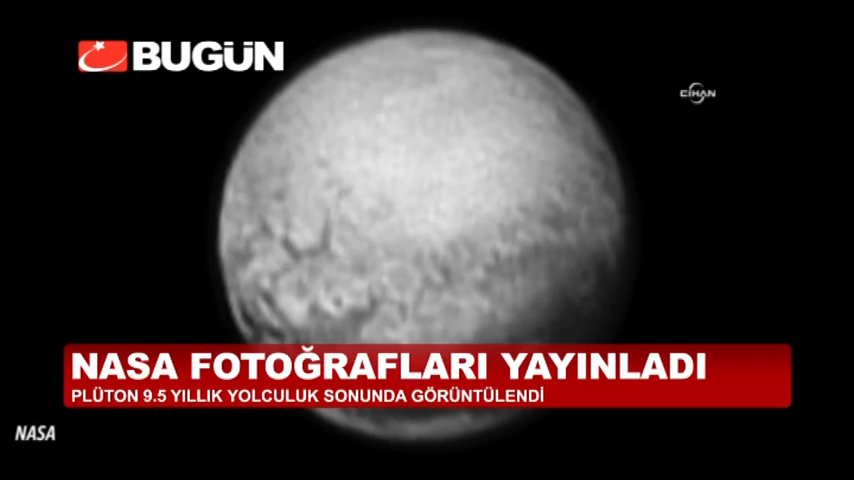 BUGÜN
CİHAN
NASA FOTOĞRAFLARI YAYINLADI
PLÜTON 9.5 YILLIK YOLCULUK SONUNDA GÖRÜNTÜLENDİ
NASA